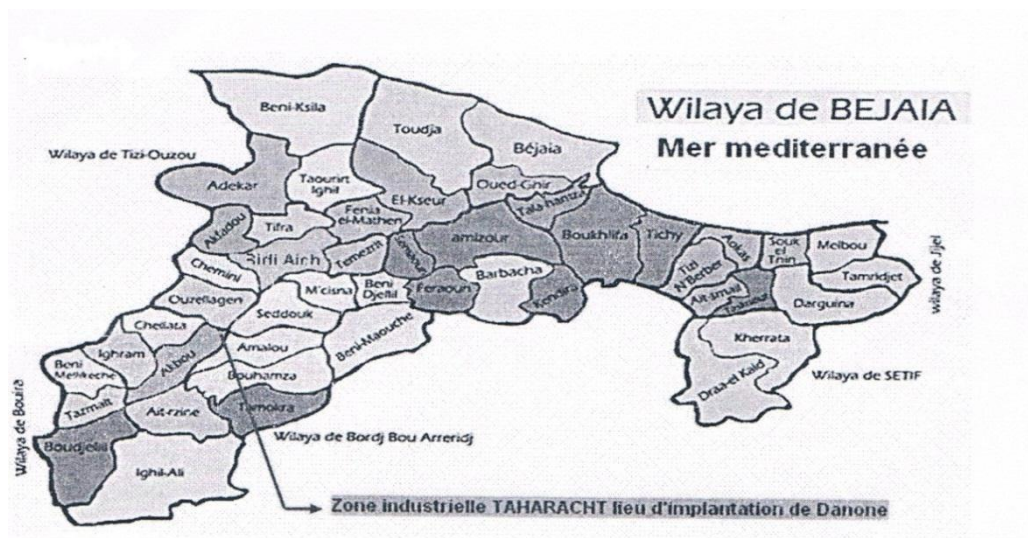 Wilaya de BEJAIA
Mer mediterranée
Beni-Ksila
Toudja
Béjaia
Wilaya de Tizi-Ouzou
Adekar
Taourirt
Ighil
Oued-Ghir
El-Kseur
Tala-hamza
Fenia
el-Mathen
Akfadou
Tifra
amizour
Boukhlifa
Tichy
Aokas
Souk
el
Tnin
Melbou
Sidi Aich
Temezrit
Tizi
N'Berber
Tamridjet
wilaya de Jijel
Chemini
Barbacha
M'cisna
Beni
Djellil
Feraoun
Kendira
Ait-smail
Darguina
Ouzellagen
Seddouk
Chellata
Beni-Maouche
Kherrata
Ighram
Akbou
Amalou
Beni
Mellikeche
Bouhamza
Draa-el Kaid
Wilaya de SETIF
Tazmalt
Ait-rzine
Tamokra
Wilaya de Bouira
Boudjelil
Wilaya de Bordj Bou Arreridj
Ighil-Ali
Zone industrielle TAHARACHT lieu d'implantation de Danone